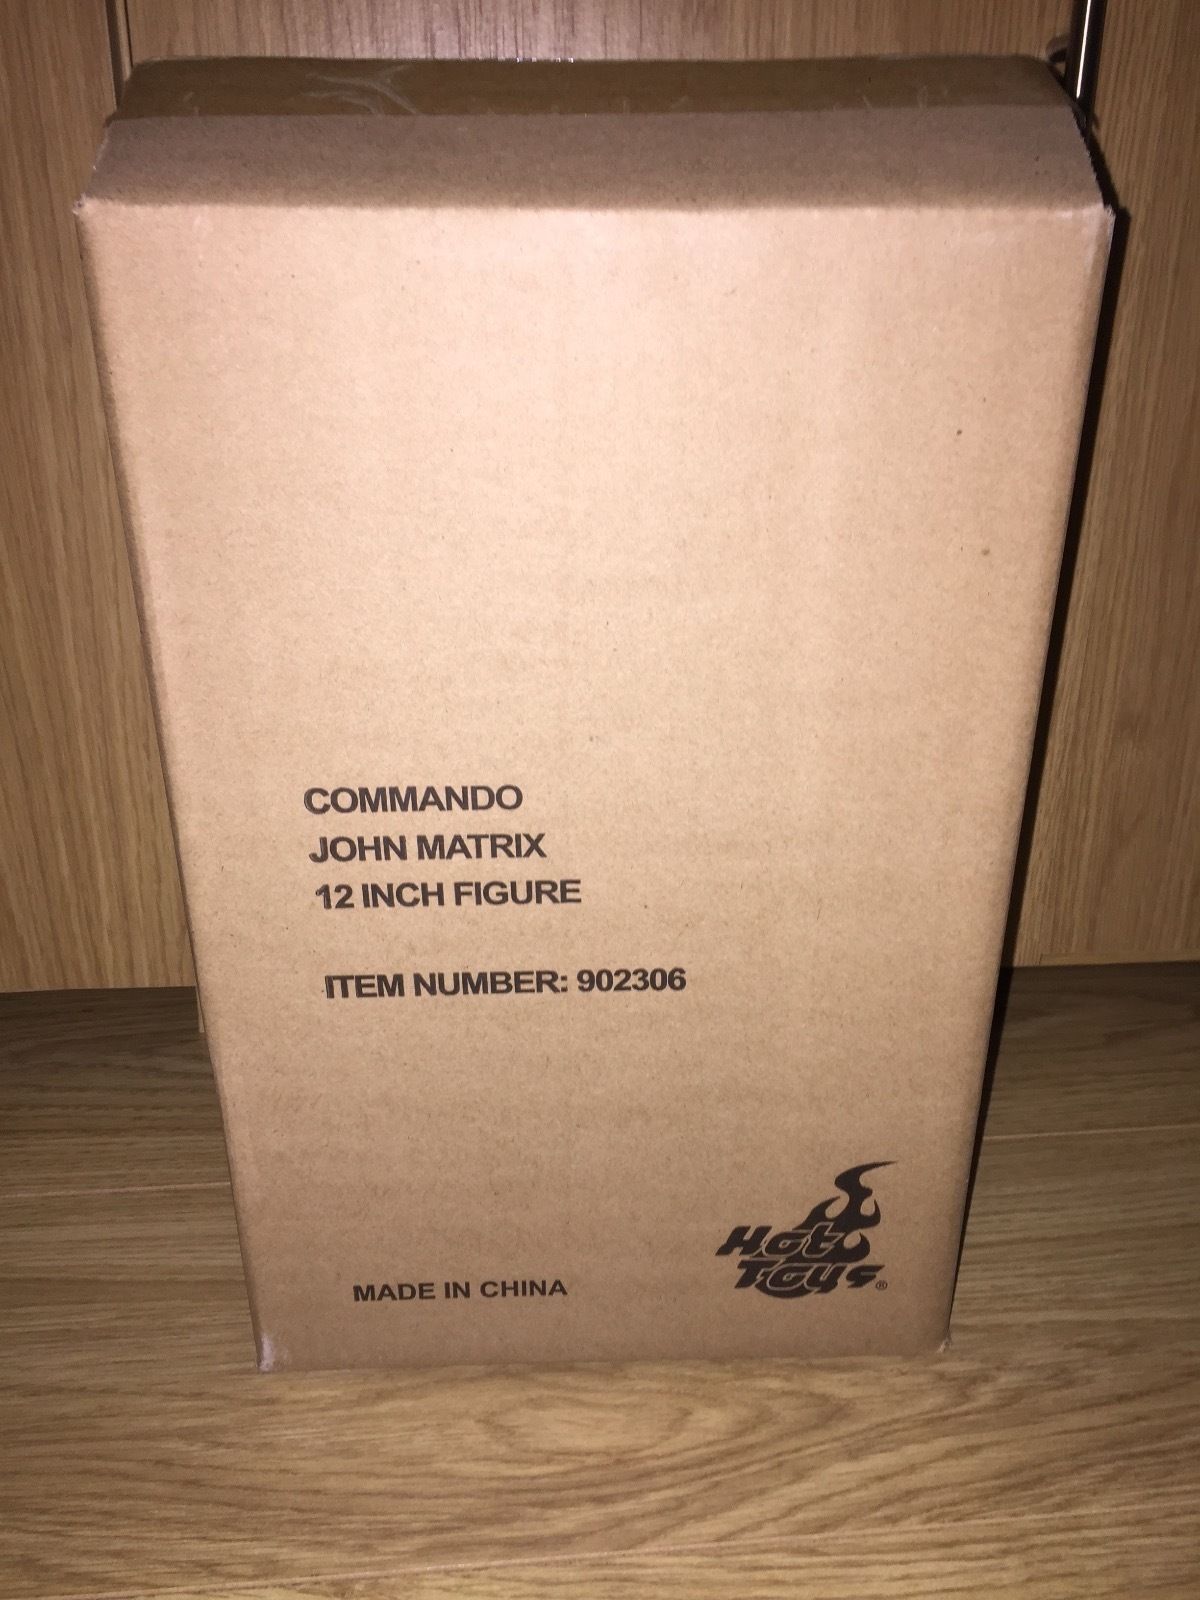 COMMANDO
JOHN MATRIX
12 INCH FIGURE
ITEM NUMBER: 902306
Hot
Toys®
MADE IN CHINA